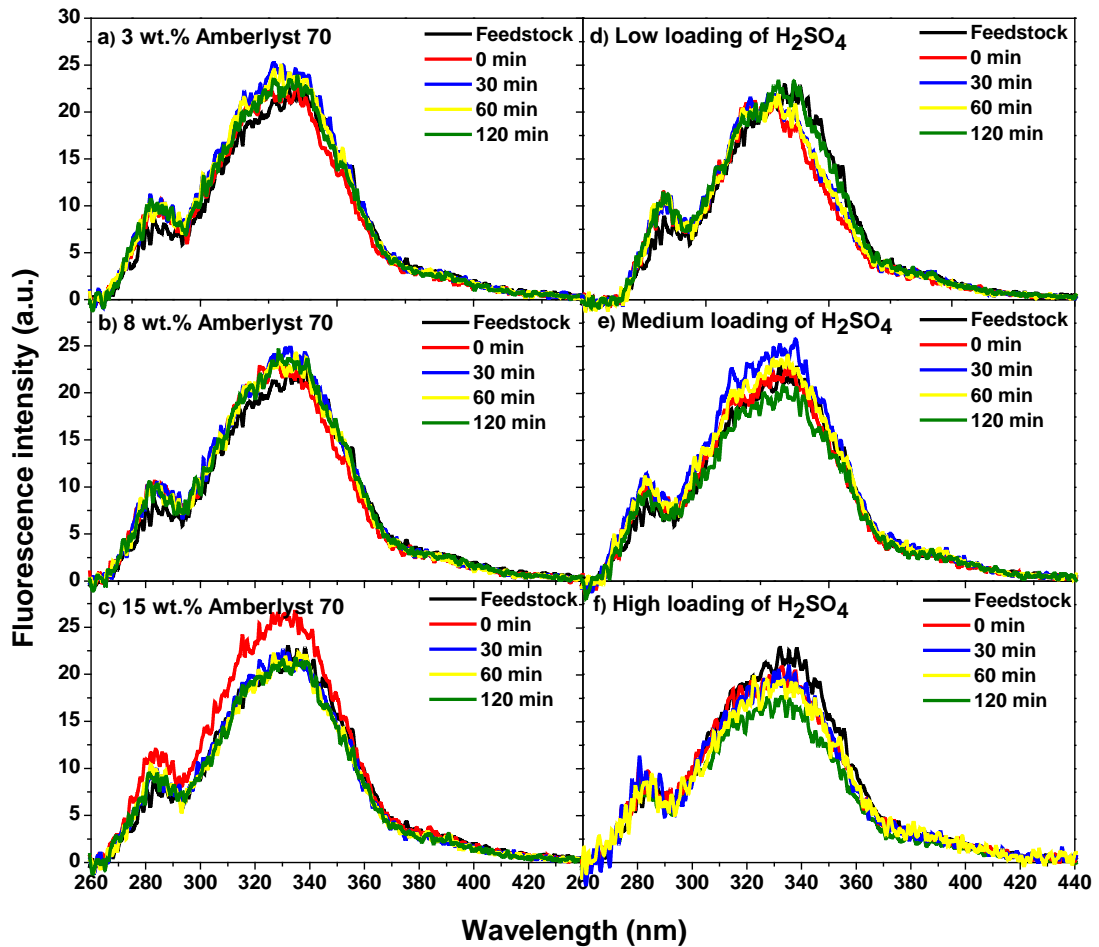 Fluorescence intensity (a.u.)
30
25
20
15
10
5
0
a) 3 wt.% Amberlyst 70
Feedstock
0 min
30 min
60 min
120 min
d) Low loading of H₂SO₄
Feedstock
0 min
30 min
60 min
120 min
25
20
15
10
5
0
b) 8 wt.% Amberlyst 70
Feedstock
0 min
30 min
60 min
120 min
e) Medium loading of H₂SO₄
Feedstock
0 min
30 min
60 min
120 min
25
20
15
10
5
0
c) 15 wt.% Amberlyst 70
Feedstock
0 min
30 min
60 min
120 min
f) High loading of H₂SO₄
Feedstock
0 min
30 min
60 min
120 min
260 280 300 320 340 360 380 400 420
280 300 320 340 360 380 400 420 440
Wavelength (nm)